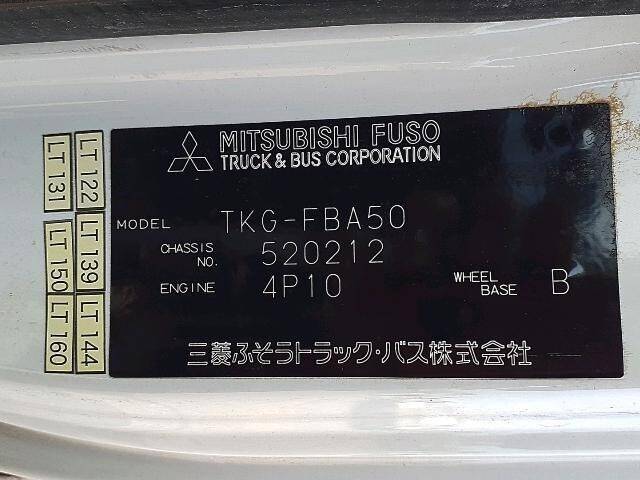 MITSUBISHI FUSO
TRUCK & BUS CORPORATION
MODEL TKG-FBA50
CHASSIS NO. 520212
ENGINE 4P10
WHEEL BASE B
三菱ふそうトラック・バス株式会社
LT 131
LT 122
LT 150
LT 139
LT 160
LT 144